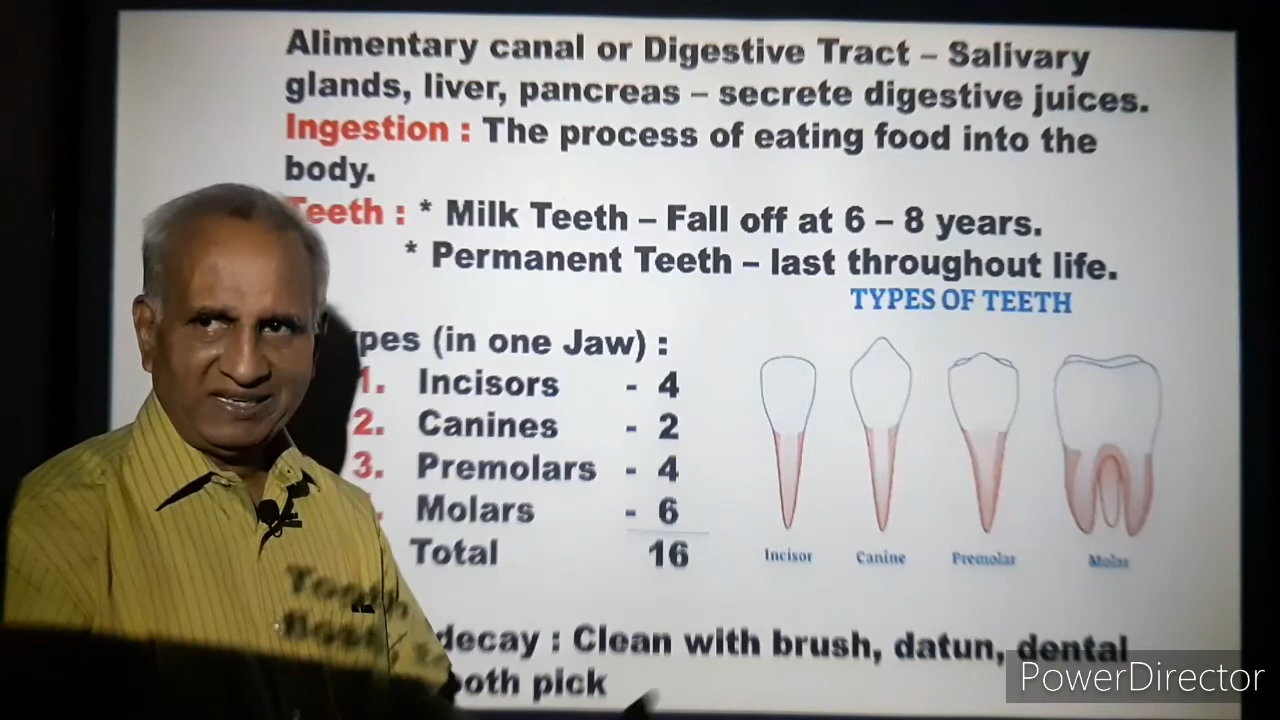 Alimentary canal or Digestive Tract – Salivary
glands, liver, pancreas – secrete digestive juices.
Ingestion : The process of eating food into the
body.
Teeth : * Milk Teeth – Fall off at 6 – 8 years.
* Permanent Teeth – last throughout life.
TYPES OF TEETH
ypes (in one Jaw) :
1. Incisors - 4
2. Canines - 2
3. Premolars - 4
Molars - 6
Total 16
Incisor Canine Premolar Molar
Tooth decay : Clean with brush, datun, dental
ooth pick
PowerDirector